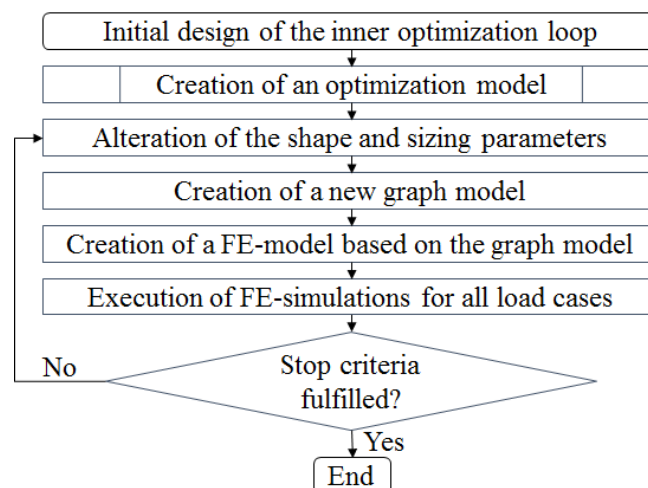 Initial design of the inner optimization loop
Creation of an optimization model
Alteration of the shape and sizing parameters
Creation of a new graph model
Creation of a FE-model based on the graph model
Execution of FE-simulations for all load cases
Stop criteria
fulfilled?
No
Yes
End